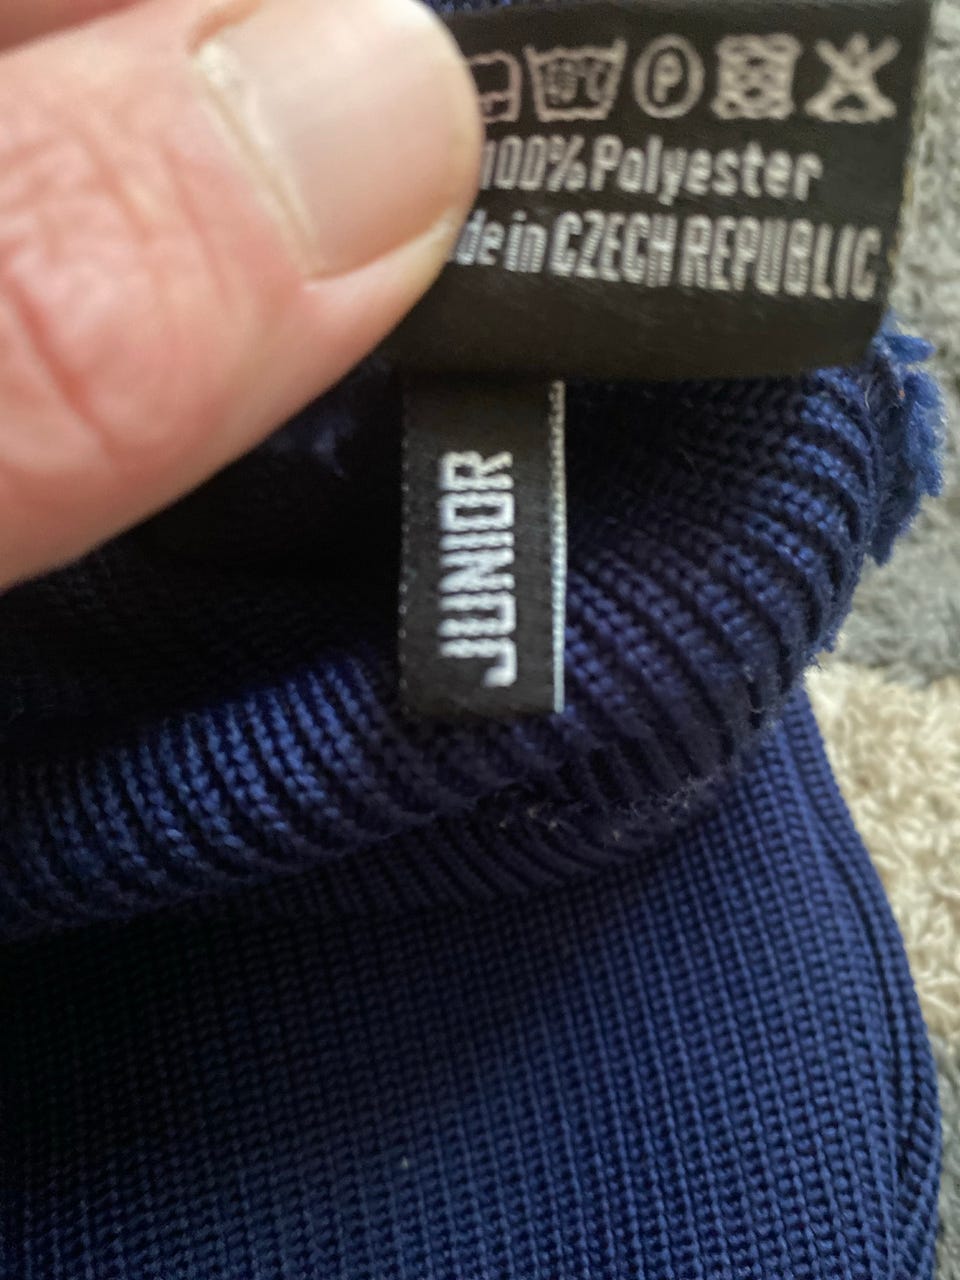 P
100% Polyester
de in CZECH REPUBLIC
JUNIOR